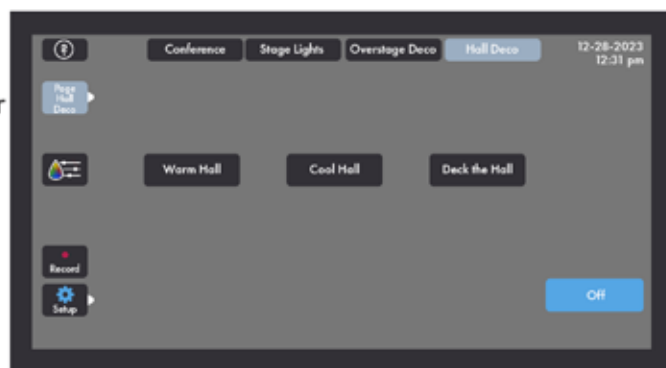 Conference
Stage Lights
Overstage Deco
Hall Deco
12-28-2023
12:31 pm
Page
Hall
Deco
r
Warm Hall
Cool Hall
Deck the Hall
Record
Setup
Off